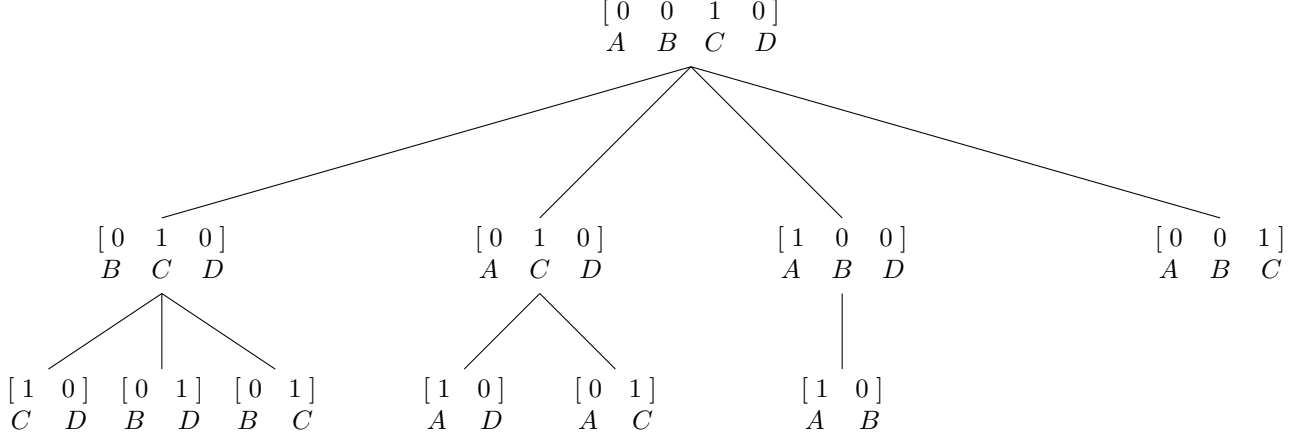 [ 0 0 1 0 ]
A B C D
[ 0 1 0 ] [ 0 1 0 ] [ 1 0 0 ] [ 0 0 1 ]
B C D A C D A B D A B C
[ 1 0 ] [ 0 1 ] [ 0 1 ] [ 1 0 ] [ 0 1 ] [ 1 0 ]
C D B D B C A D A C A B